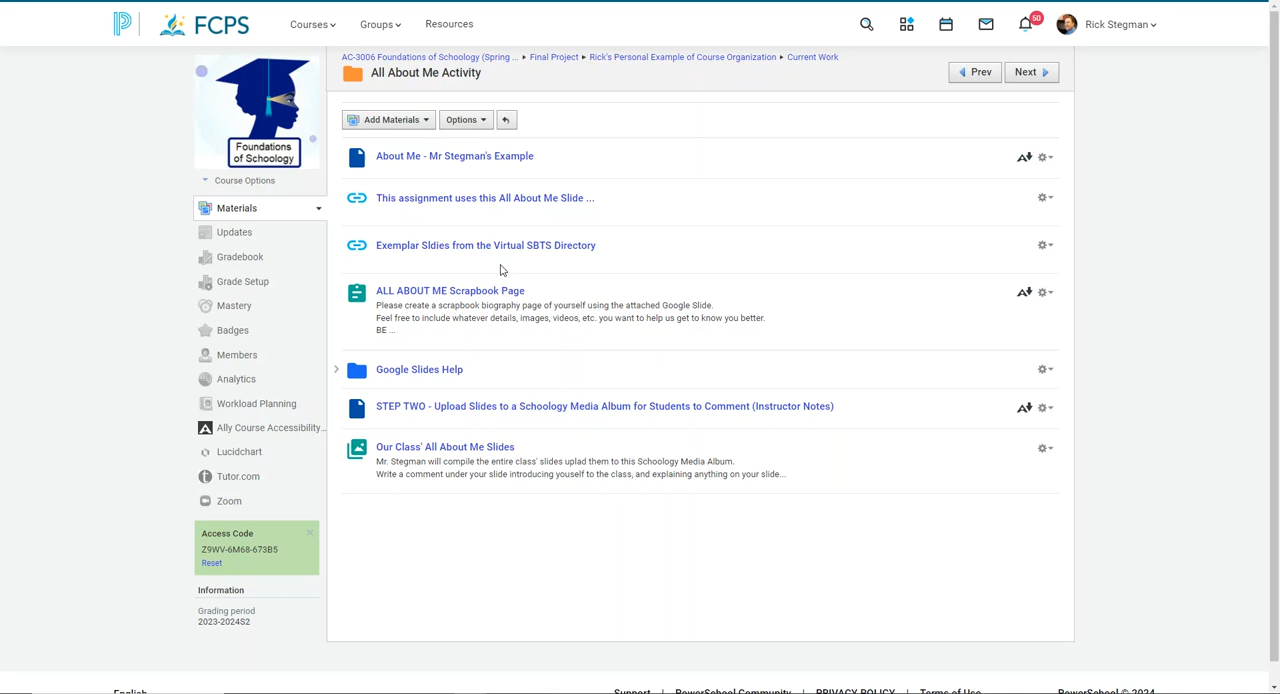 FCPS
Courses
Groups
Resources
50
Rick Stegman
AC-3006 Foundations of Schoology (Spring ... ▸ Final Project ▸ Rick's Personal Example of Course Organization ▸ Current Work
All About Me Activity
Prev
Next
Foundations
of Schoology
Course Options
Materials
Updates
Gradebook
Grade Setup
Mastery
Badges
Members
Analytics
Workload Planning
Ally Course Accessibility...
Lucidchart
Tutor.com
Zoom
Access Code
Z9WV-6M68-673B5
Reset
Information
Grading period
2023-2024S2
Add Materials
Options
About Me - Mr Stegman's Example
This assignment uses this All About Me Slide ...
Exemplar Sldies from the Virtual SBTS Directory
ALL ABOUT ME Scrapbook Page
Please create a scrapbook biography page of yourself using the attached Google Slide.
Feel free to include whatever details, images, videos, etc. you want to help us get to know you better.
BE ...
Google Slides Help
STEP TWO - Upload Slides to a Schoology Media Album for Students to Comment (Instructor Notes)
Our Class' All About Me Slides
Mr. Stegman will compile the entire class' slides uplad them to this Schoology Media Album.
Write a comment under your slide introducing youself to the class, and explaining anything on your slide...
English
Support | PowerSchool Community | PRIVACY POLICY | Terms of Use
PowerSchool © 2024